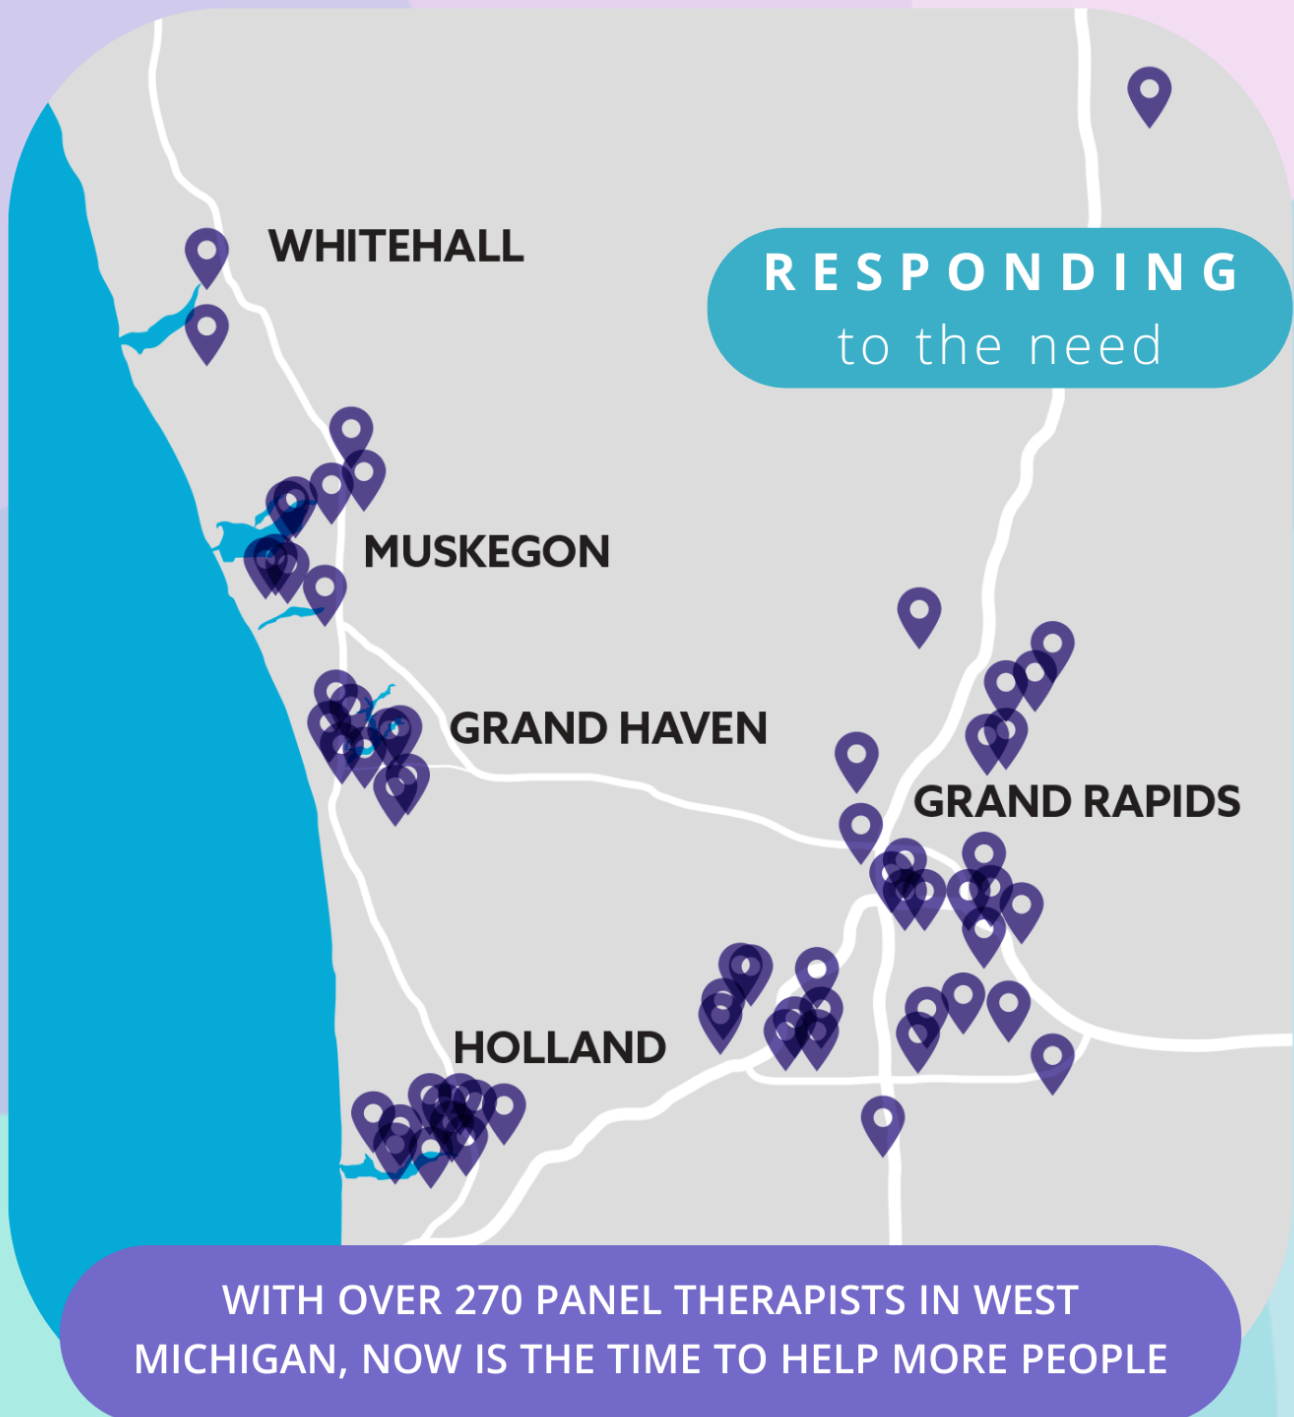 WHITEHALL
RESPONDING
to the need
MUSKEGON
GRAND HAVEN
GRAND RAPIDS
HOLLAND
WITH OVER 270 PANEL THERAPISTS IN WEST
MICHIGAN, NOW IS THE TIME TO HELP MORE PEOPLE